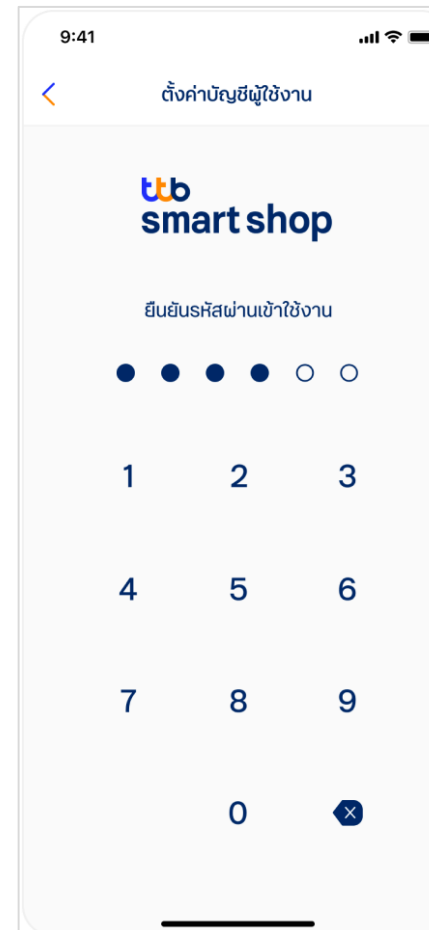 9:41
ตั้งค่าบัญชีผู้ใช้งาน
ttb
smart shop
ยืนยันรหัสผ่านเข้าใช้งาน
1 2 3
4 5 6
7 8 9
0